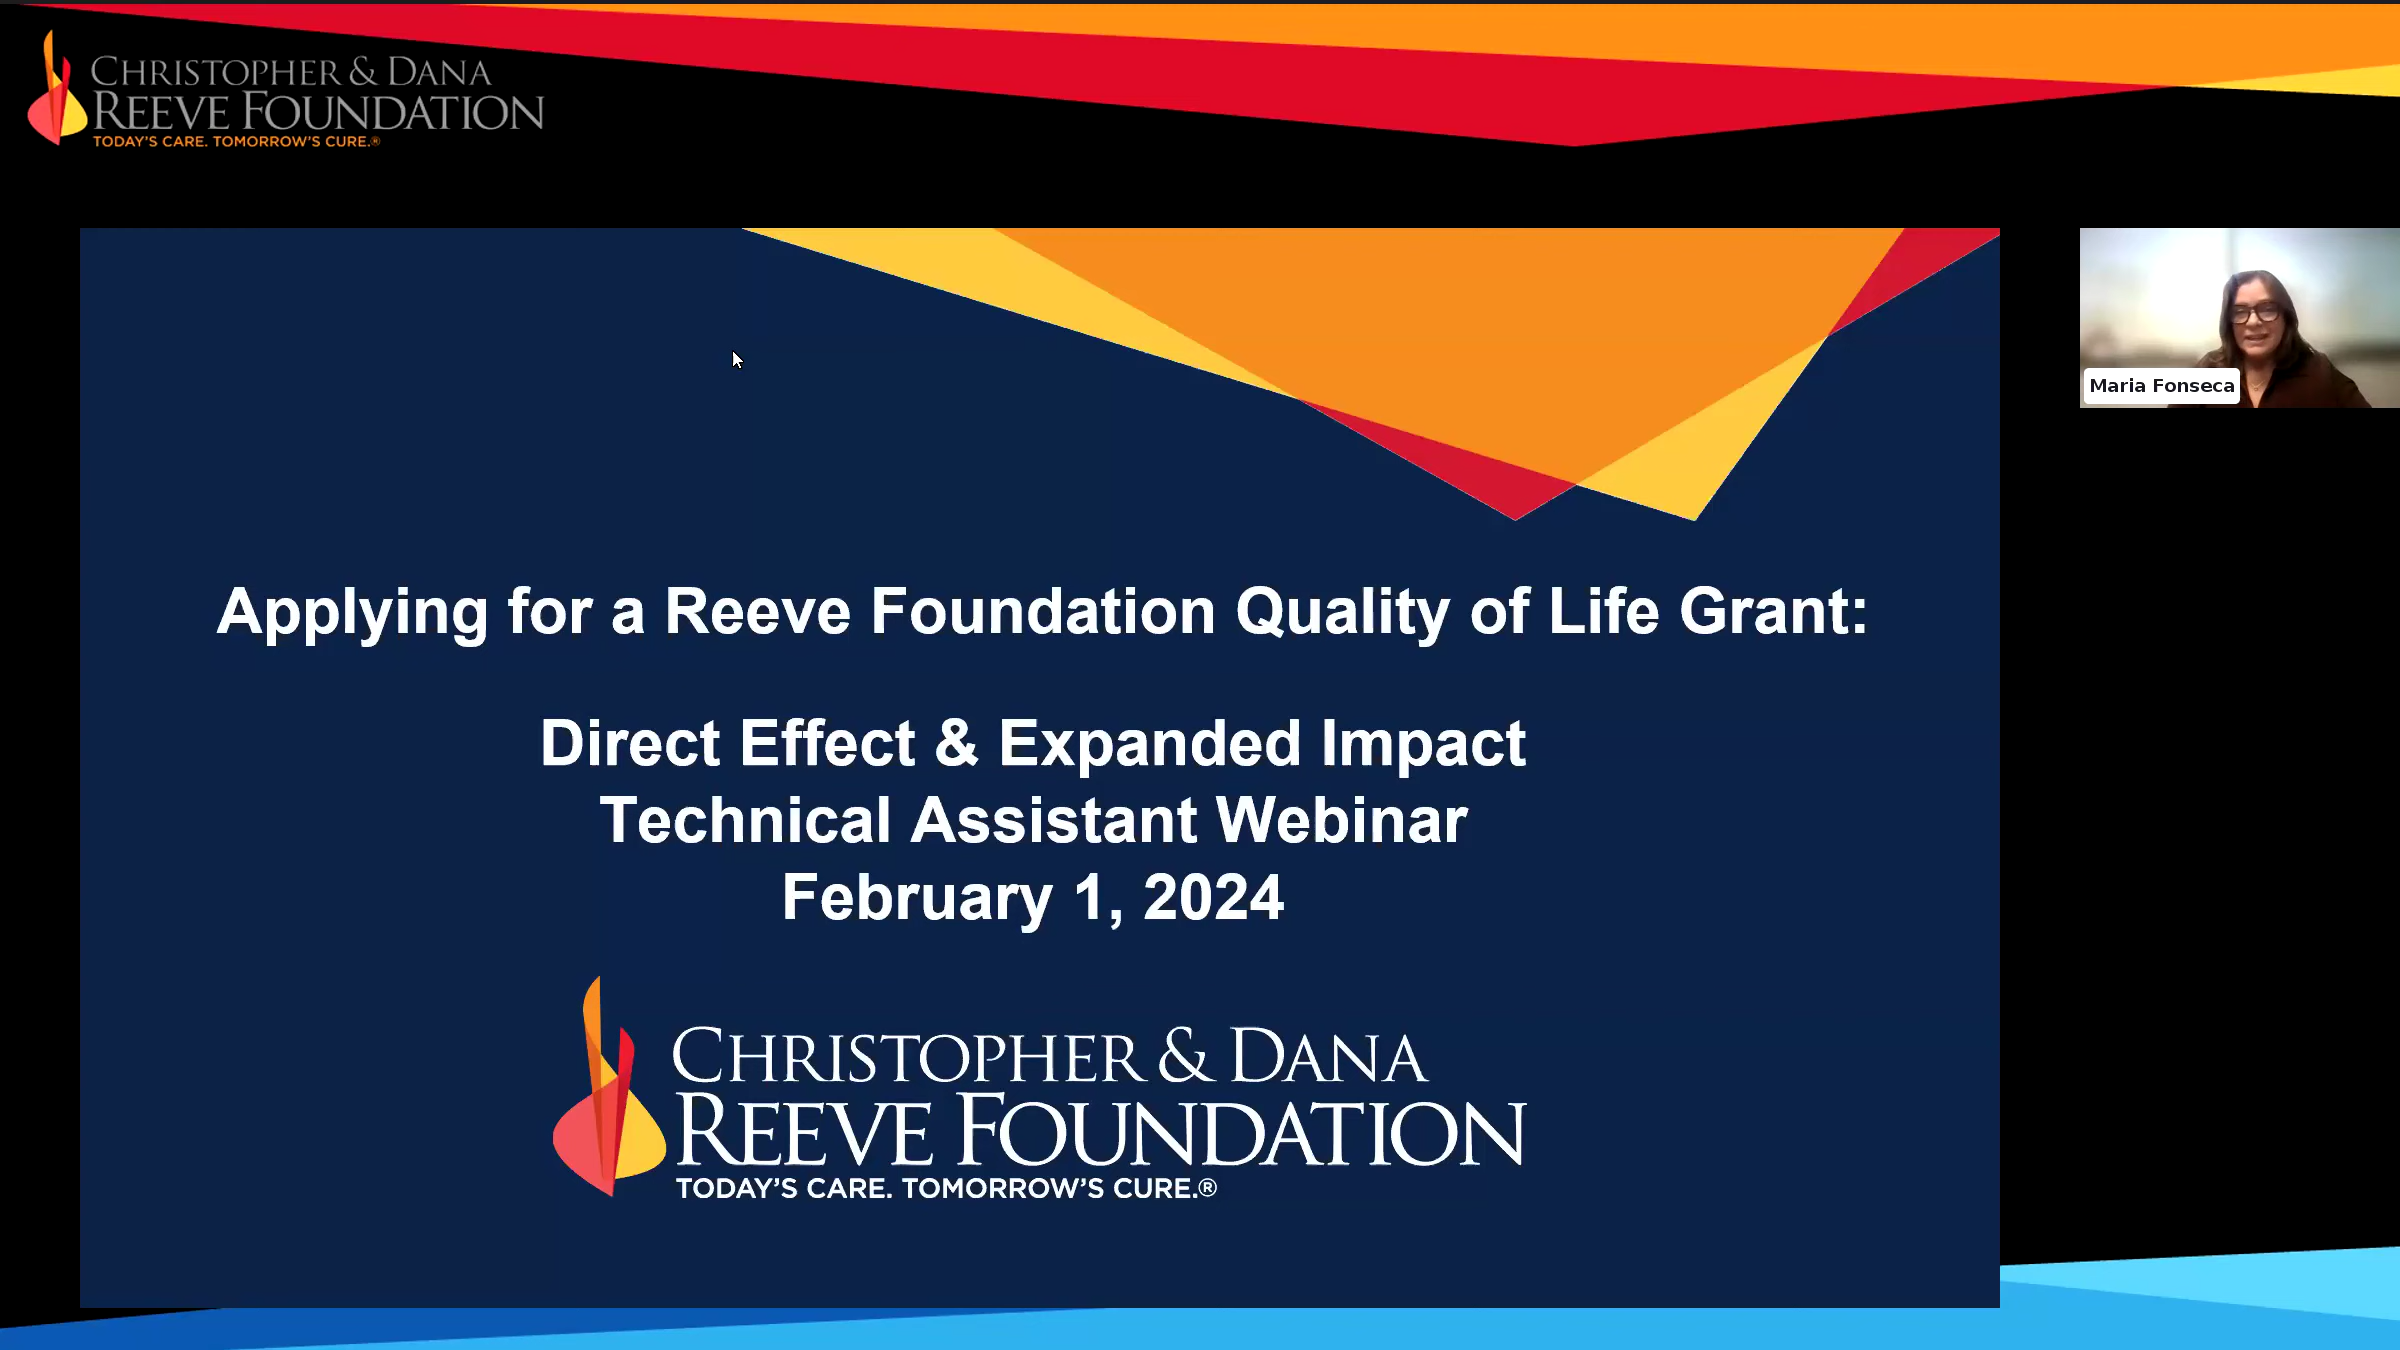 CHRISTOPHER & DANA
REEVE FOUNDATION
TODAY'S CARE. TOMORROW'S CURE.®
Maria Fonseca
Applying for a Reeve Foundation Quality of Life Grant:
Direct Effect & Expanded Impact
Technical Assistant Webinar
February 1, 2024
CHRISTOPHER & DANA
REEVE FOUNDATION
TODAY'S CARE. TOMORROW'S CURE.®